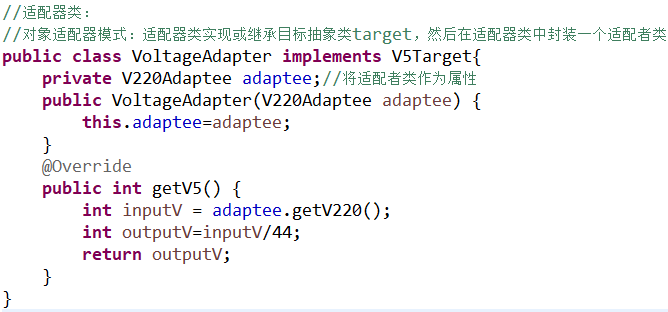 //适配器类：
//对象适配器模式：适配器类实现或继承目标抽象类target，然后在适配器类中封装一个适配者类
public class VoltageAdapter implements V5Target{
    private V220Adaptee adaptee;//将适配者类作为属性
    public VoltageAdapter(V220Adaptee adaptee) {
        this.adaptee=adaptee;
    }
    @Override
    public int getV5() {
        int inputV = adaptee.getV220();
        int outputV=inputV/44;
        return outputV;
    }
}